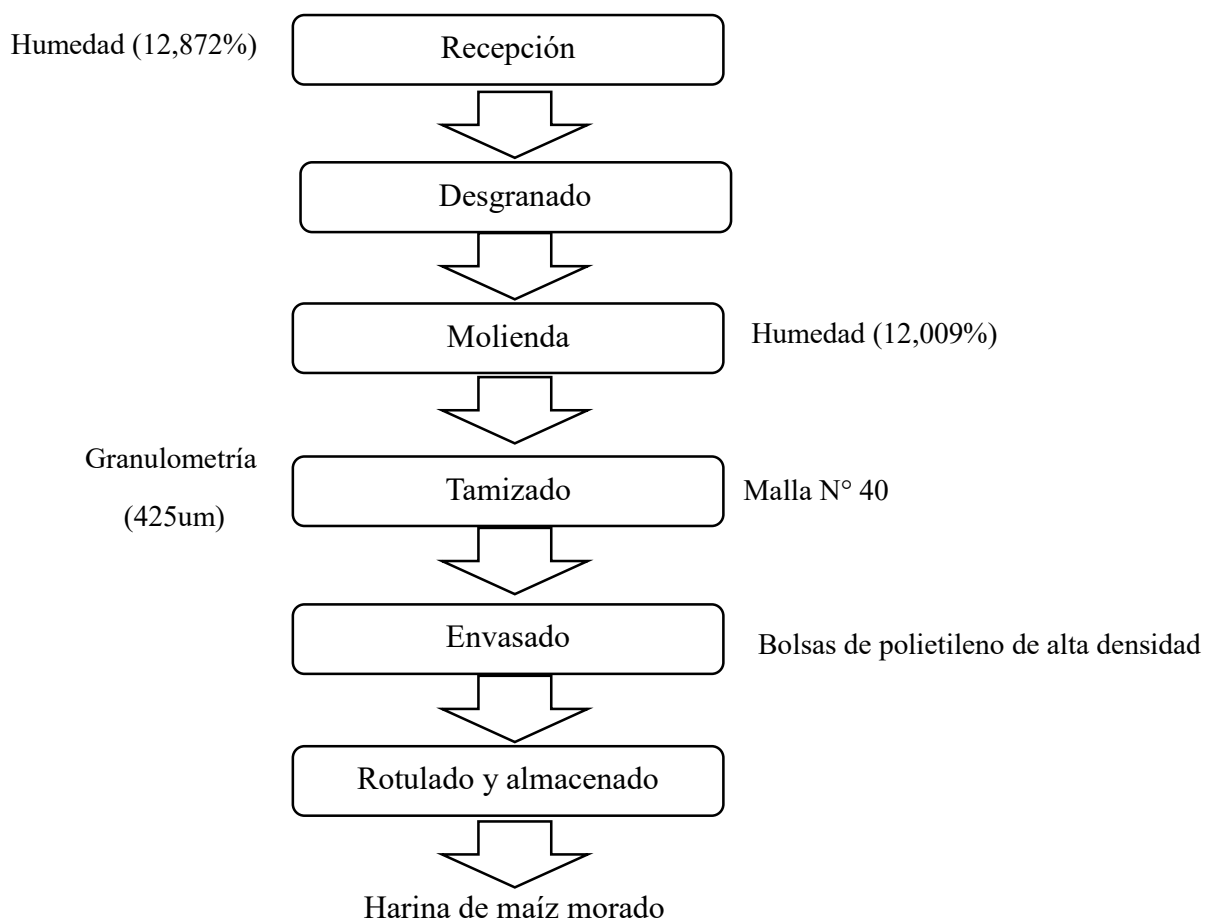 Humedad (12,872%)
Recepción
Desgranado
Molienda
Humedad (12,009%)
Granulometría
(425um)
Tamizado
Malla N° 40
Envasado
Bolsas de polietileno de alta densidad
Rotulado y almacenado
Harina de maíz morado